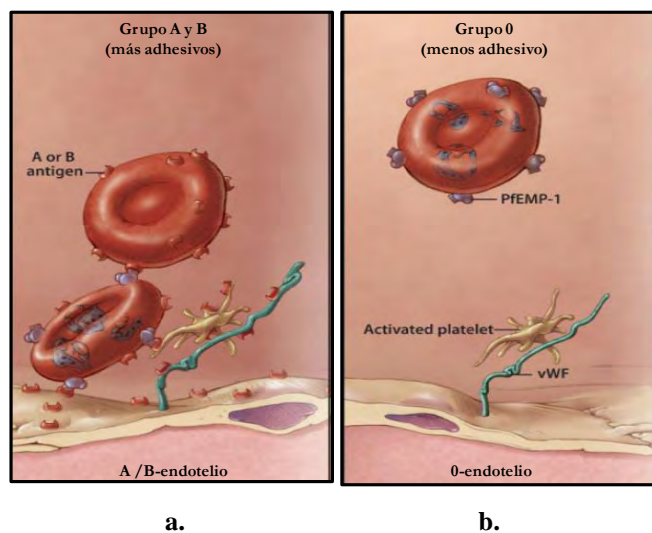 Grupo A y B
(más adhesivos)
A or B
antigen
A /B-endotelio
a.
Grupo 0
(menos adhesivo)
PfEMP-1
Activated platelet
vWF
0-endotelio
b.